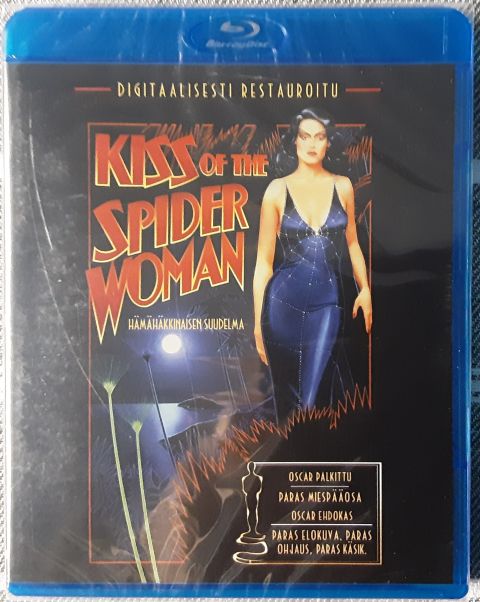 Blu-ray Disc
DIGITAALISESTI RESTAUROITU
KISS OF THE
SPIDER
WOMAN
HÄMÄHÄKKINAISEN SUUDELMA
OSCAR PALKITTU
PARAS MIESPÄÄOSA
OSCAR EHDOKAS
PARAS ELOKUVA, PARAS
OHJAUS, PARAS KÄSIK.